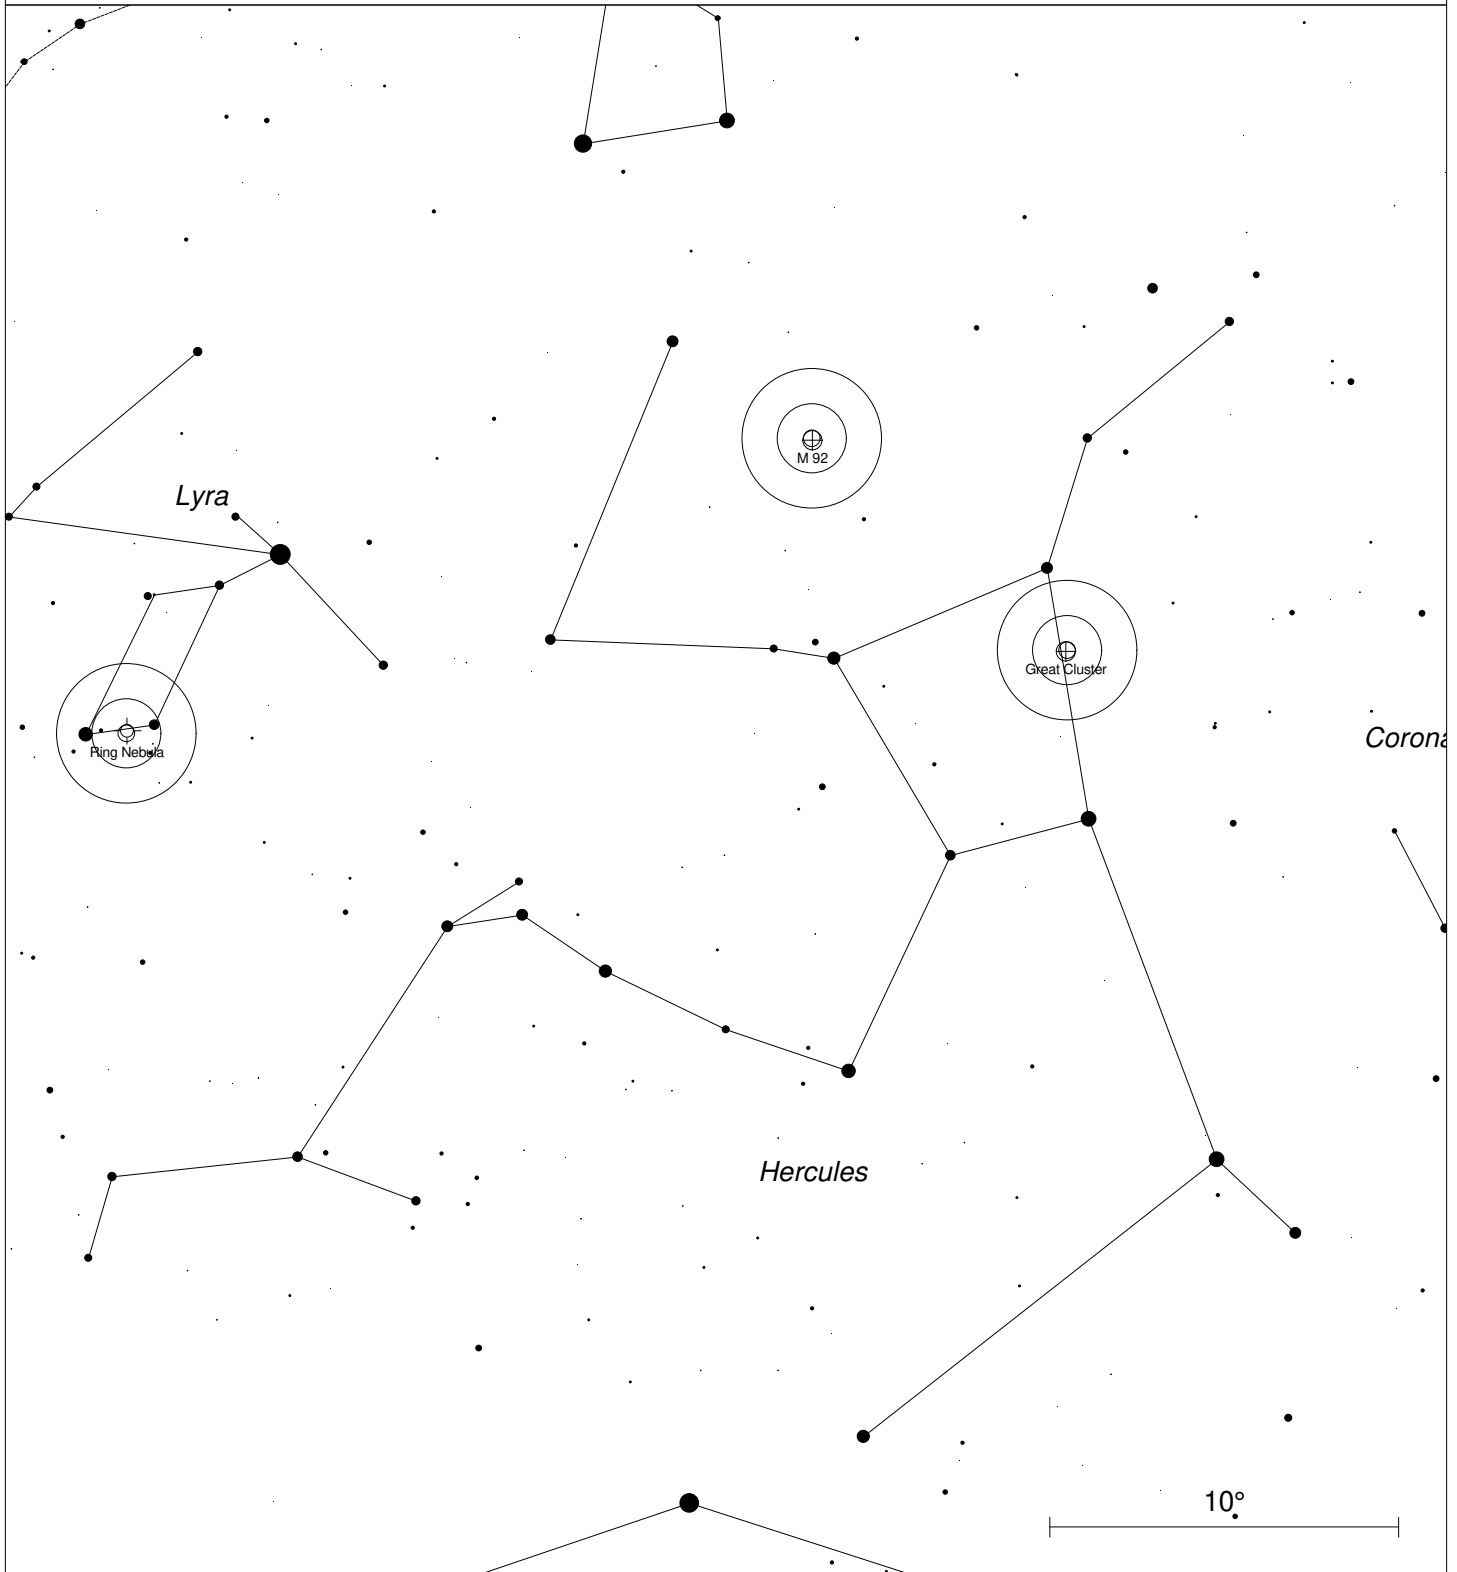 M 92
Lyra
Great Cluster
Corona
Ring Nebula
Hercules
10°